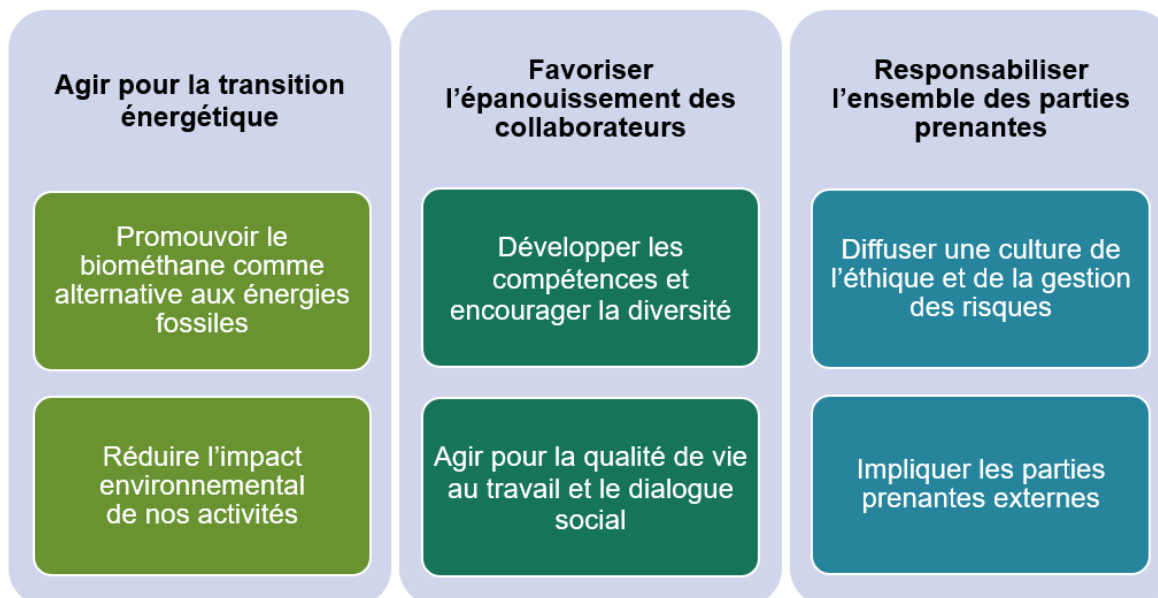 Agir pour la transition
énergétique
Promouvoir le
biométhane comme
alternative aux énergies
fossiles
Réduire l’impact
environnemental
de nos activités
Favoriser
l’épanouissement des
collaborateurs
Développer les
compétences et
encourager la diversité
Agir pour la qualité de vie
au travail et le dialogue
social
Responsabiliser
l’ensemble des parties
prenantes
Diffuser une culture de
l’éthique et de la gestion
des risques
Impliquer les parties
prenantes externes